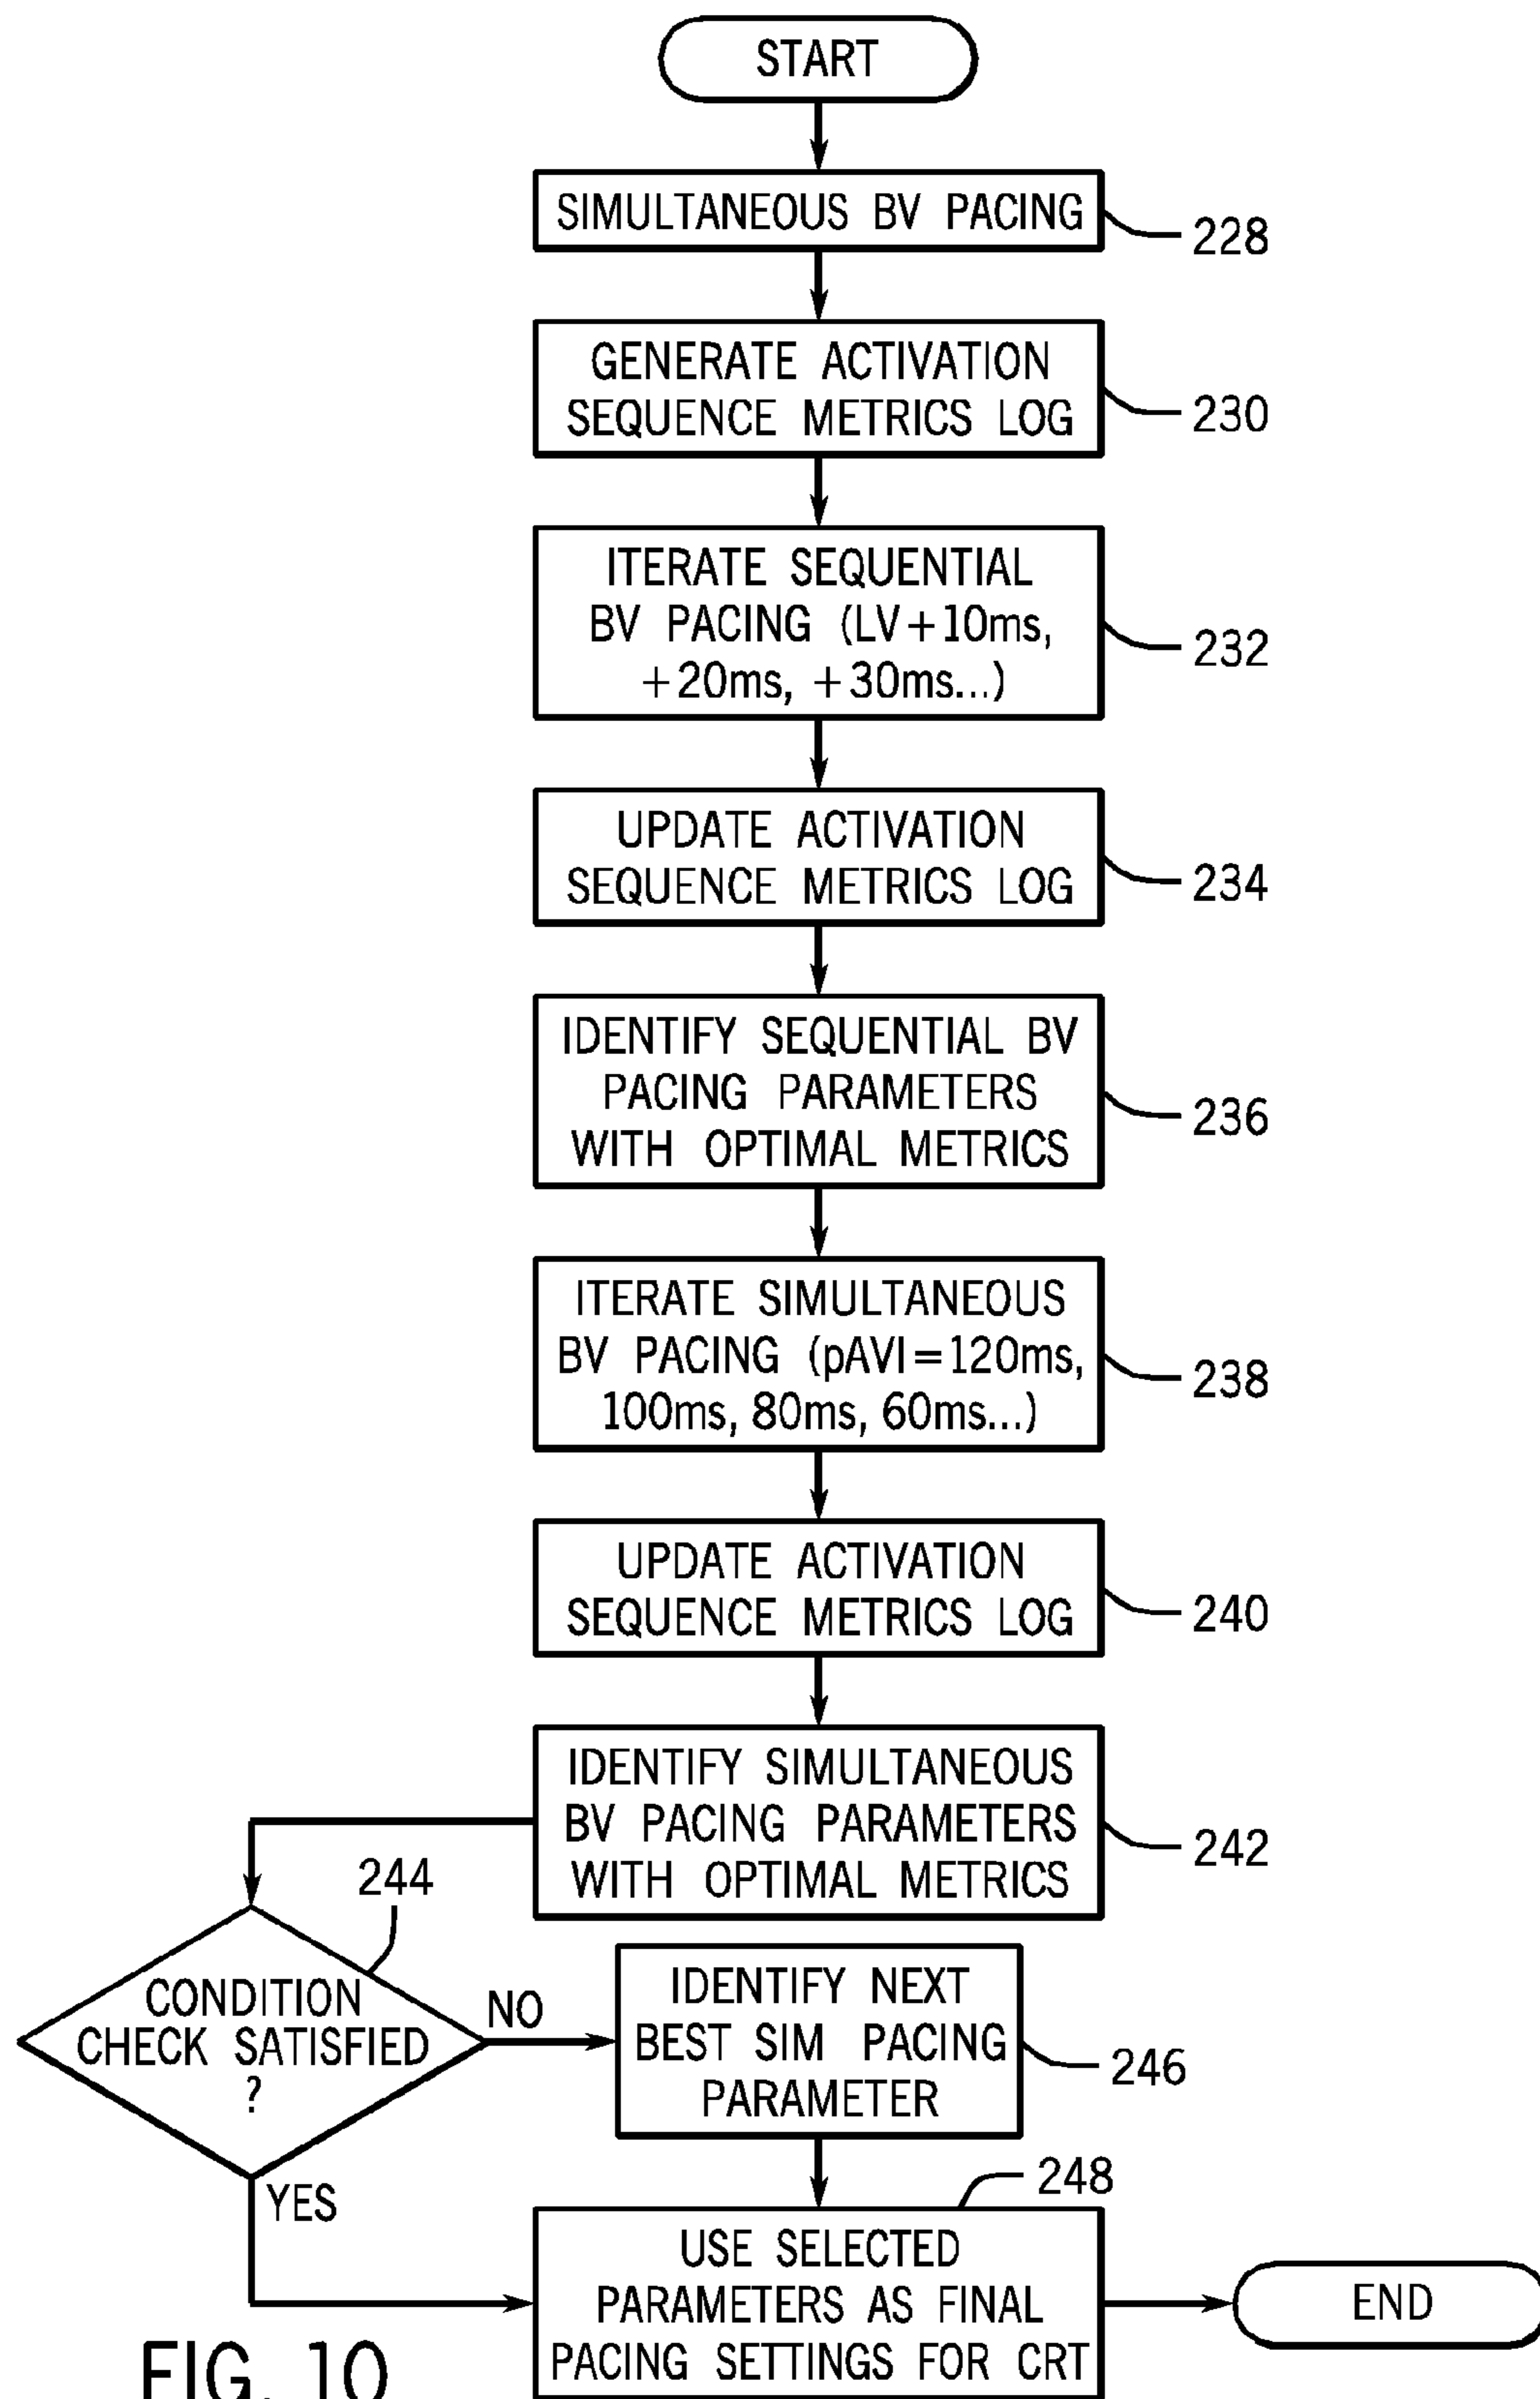 START
SIMULTANEOUS BV PACING
228
GENERATE ACTIVATION
SEQUENCE METRICS LOG
230
ITERATE SEQUENTIAL
BV PACING (LV+10ms,
+20ms, +30ms...)
232
UPDATE ACTIVATION
SEQUENCE METRICS LOG
234
IDENTIFY SEQUENTIAL BV
PACING PARAMETERS
WITH OPTIMAL METRICS
236
ITERATE SIMULTANEOUS
BV PACING (pAVI=120ms,
100ms, 80ms, 60ms...)
238
UPDATE ACTIVATION
SEQUENCE METRICS LOG
240
IDENTIFY SIMULTANEOUS
BV PACING PARAMETERS
WITH OPTIMAL METRICS
242
244
CONDITION
CHECK SATISFIED
?
NO
YES
IDENTIFY NEXT
BEST SIM PACING
PARAMETER
246
248
USE SELECTED
PARAMETERS AS FINAL
PACING SETTINGS FOR CRT
END
FIG. 10